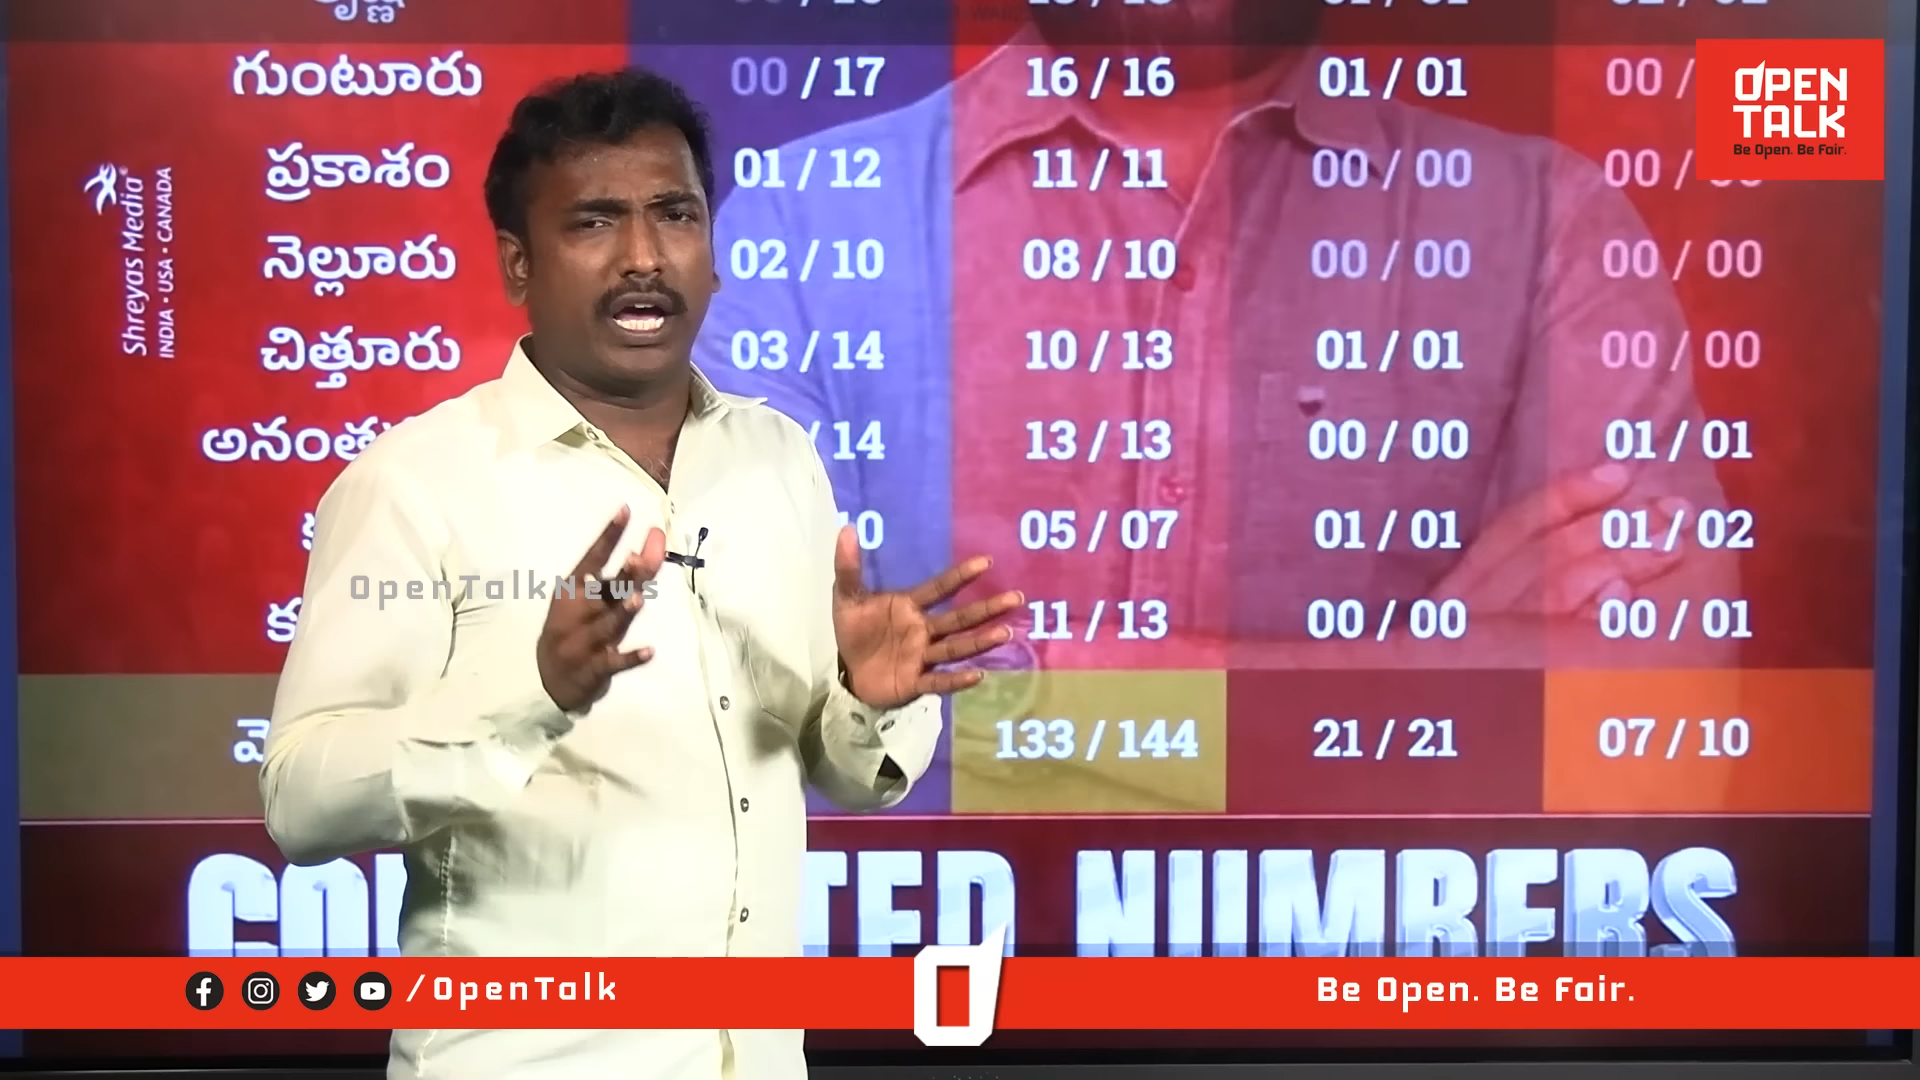 గుంటూరు 00 / 17 16 / 16 01 / 01 00 /
ప్రకాశం 01 / 12 11 / 11 00 / 00 00 /
నెల్లూరు 02 / 10 08 / 10 00 / 00 00 / 00
చిత్తూరు 03 / 14 10 / 13 01 / 01 00 / 00
/ 14 13 / 13 00 / 00 01 / 01
05 / 07 01 / 01 01 / 02
11 / 13 00 / 00 00 / 01
133 / 144 21 / 21 07 / 10
NUMBERS
OPEN
TALK
Be Open. Be Fair.
Shreyas Media
INDIA • USA • CANADA
OpenTalkNews
/OpenTalk
Be Open. Be Fair.